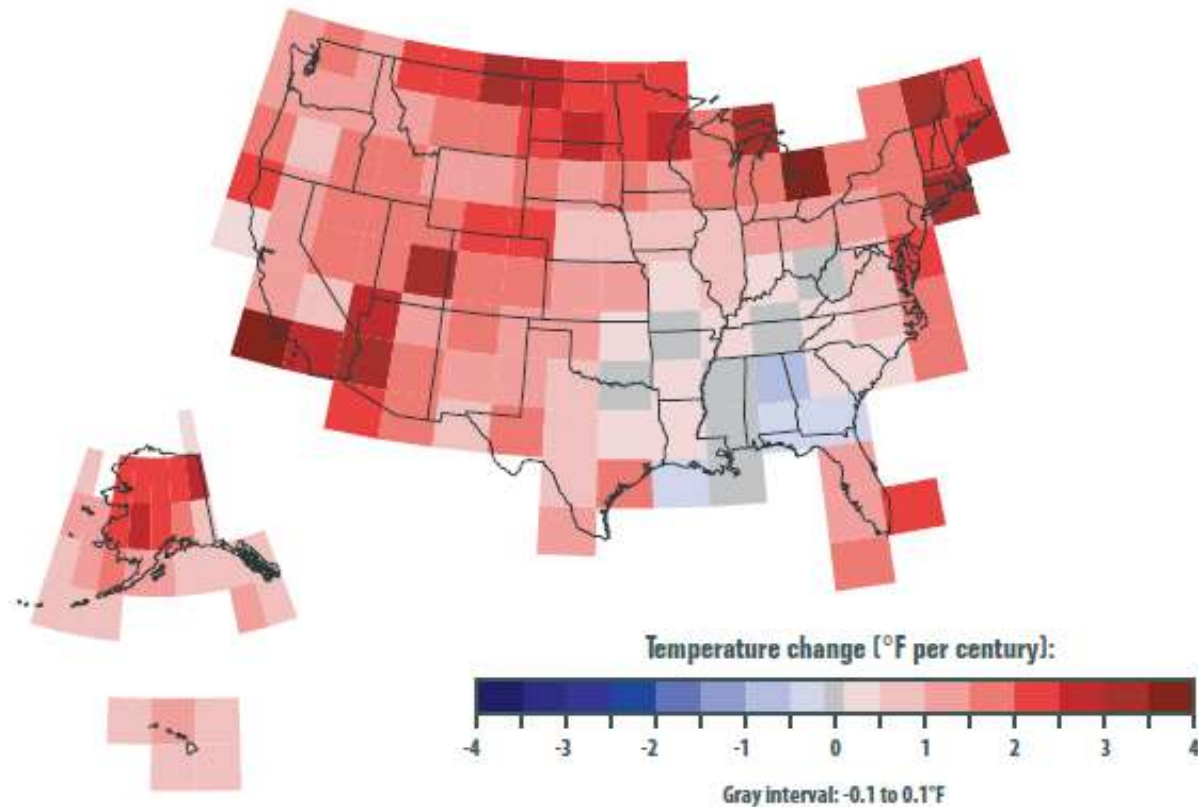 Temperature change (°F per century):
-4 -3 -2 -1 0 1 2 3 4
Gray interval: -0.1 to 0.1°F